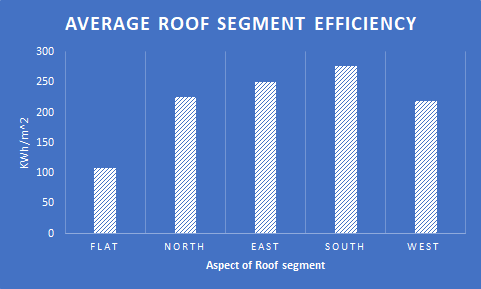 AVERAGE ROOF SEGMENT EFFICIENCY
300
250
200
150
100
50
0
KWh/m^2
FLAT NORTH EAST SOUTH WEST
Aspect of Roof segment